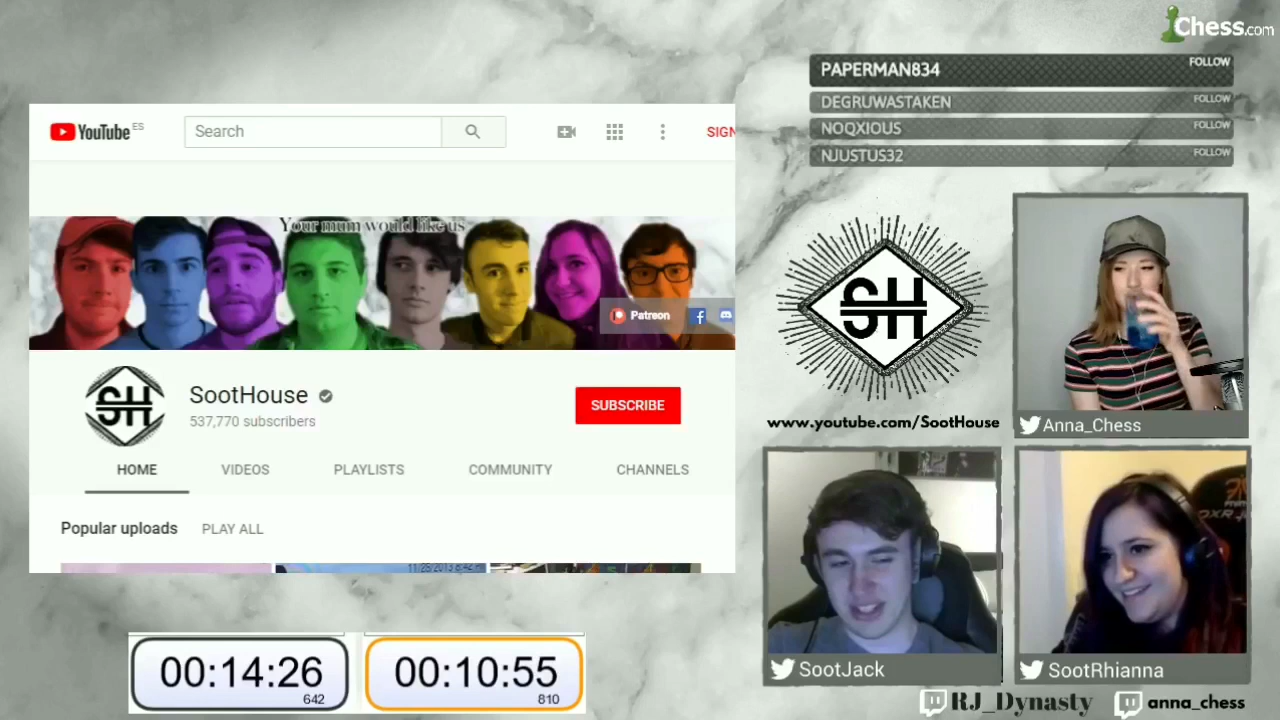 Chess.com
PAPERMAN834 FOLLOW
DEGRUWASTAKEN FOLLOW
NOQXIOUS FOLLOW
NJUSTUS32 FOLLOW
YouTube ES
Search
SIGN
Your mum would like us
Patreon
SootHouse
537,770 subscribers
SUBSCRIBE
HOME VIDEOS PLAYLISTS COMMUNITY CHANNELS
Popular uploads PLAY ALL
SH
SH
www.youtube.com/SootHouse
Anna_Chess
SootJack
SootRhianna
00:14:26
642
00:10:55
810
RJ_Dynasty
anna_chess